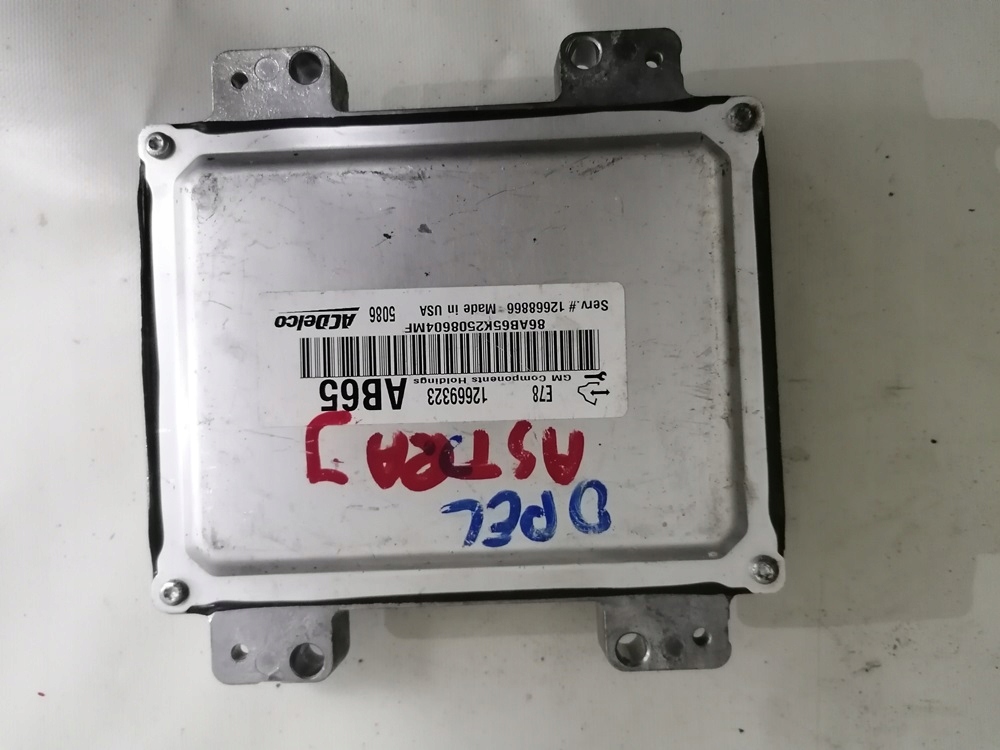 OPEL
ASTRA J
E78 12669323 AB65
GM Components Holdings
86AB65K2508604MF
Serv.# 12668866 Made in USA 5086 ACDelco